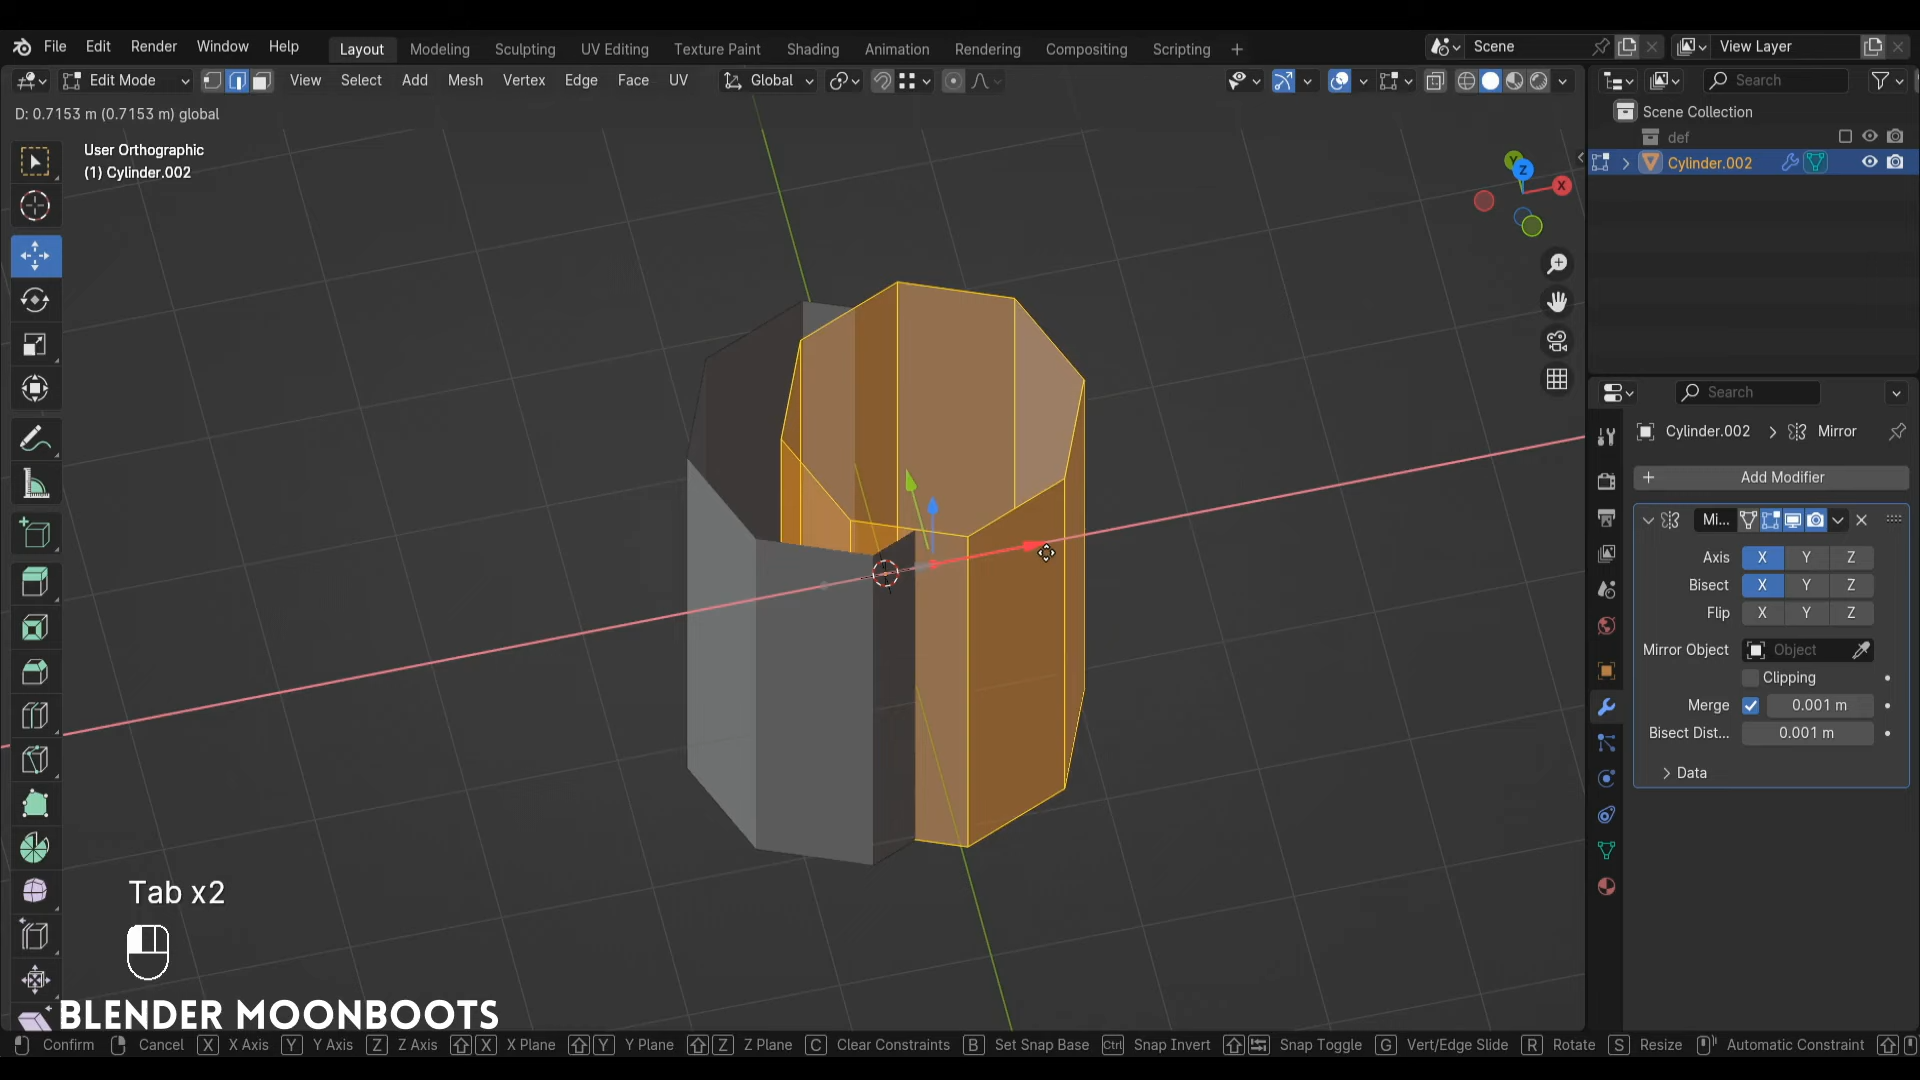 File Edit Render Window Help Layout Modeling Sculpting UV Editing Texture Paint Shading Animation Rendering Compositing Scripting + Scene View Layer
Edit Mode View Select Add Mesh Vertex Edge Face UV Global Search
D: 0.7153 m (0.7153 m) global
Scene Collection
def
User Orthographic
(1) Cylinder.002
Cylinder.002
Y
Z
X
Search
Cylinder.002 > Mirror
+ Add Modifier
Mi...
Axis X Y Z
Bisect X Y Z
Flip X Y Z
Mirror Object Object
Clipping
Merge 0.001 m
Bisect Dist... 0.001 m
Data
Tab x2
BLENDER MOONBOOTS
Confirm Cancel X X Axis Y Y Axis Z Z Axis X X Plane Y Y Plane Z Z Plane C Clear Constraints B Set Snap Base Ctrl Snap Invert Snap Toggle G Vert/Edge Slide R Rotate S Resize Automatic Constraint